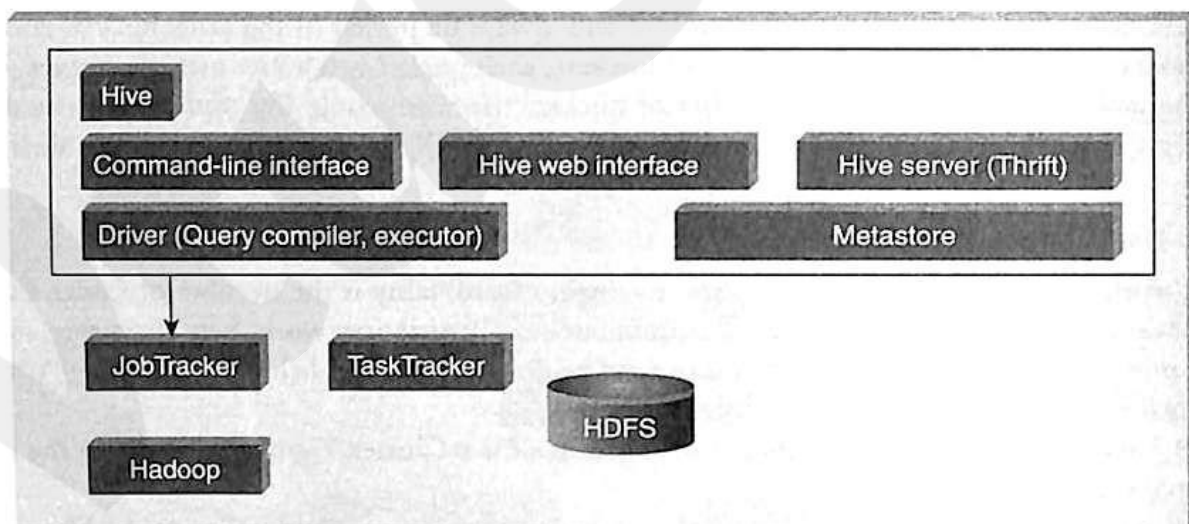 Hive
Command-line interface
Hive web interface
Hive server (Thrift)
Driver (Query compiler, executor)
Metastore
JobTracker
TaskTracker
HDFS
Hadoop